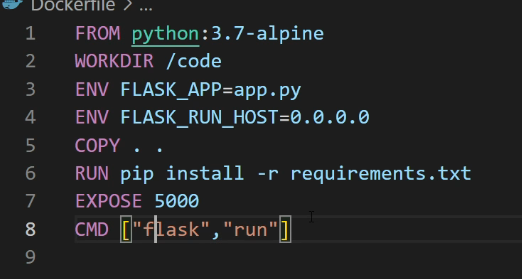 Dockerfile > ...
1 FROM python:3.7-alpine
2 WORKDIR /code
3 ENV FLASK_APP=app.py
4 ENV FLASK_RUN_HOST=0.0.0.0
5 COPY . .
6 RUN pip install -r requirements.txt
7 EXPOSE 5000
8 CMD ["flask","run"]
9